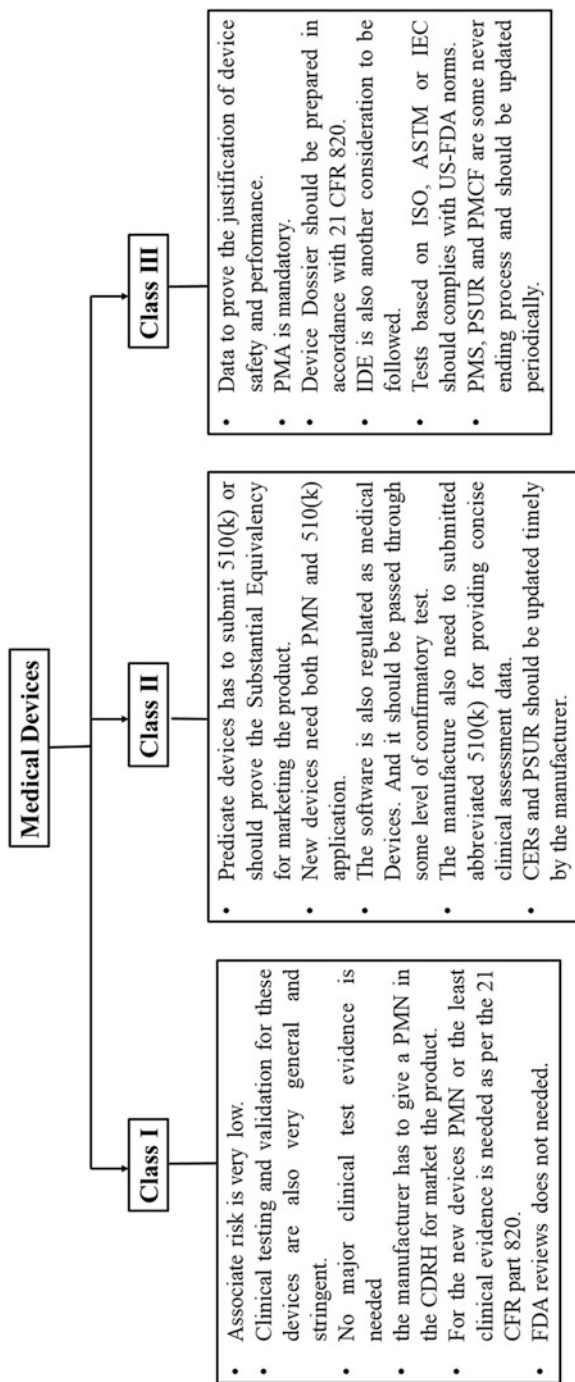 Medical Devices
Class I
• Associate risk is very low.
• Clinical testing and validation for these
devices are also very general and
stringent.
• No major clinical test evidence is
needed
• the manufacturer has to give a PMN in
the CDRH for market the product.
• For the new devices PMN or the least
clinical evidence is needed as per the 21
CFR part 820.
• FDA reviews does not needed.
Class II
• Predicate devices has to submit 510(k) or
should prove the Substantial Equivalency
for marketing the product.
• New devices need both PMN and 510(k)
application.
• The software is also regulated as medical
Devices. And it should be passed through
some level of confirmatory test.
• The manufacture also need to submitted
abbreviated 510(k) for providing concise
clinical assessment data.
• CERs and PSUR should be updated timely
by the manufacturer.
Class III
• Data to prove the justification of device
safety and performance.
• PMA is mandatory.
• Device Dossier should be prepared in
accordance with 21 CFR 820.
• IDE is also another consideration to be
followed.
• Tests based on ISO, ASTM or IEC
should complies with US-FDA norms.
• PMS, PSUR and PMCF are some never
ending process and should be updated
periodically.